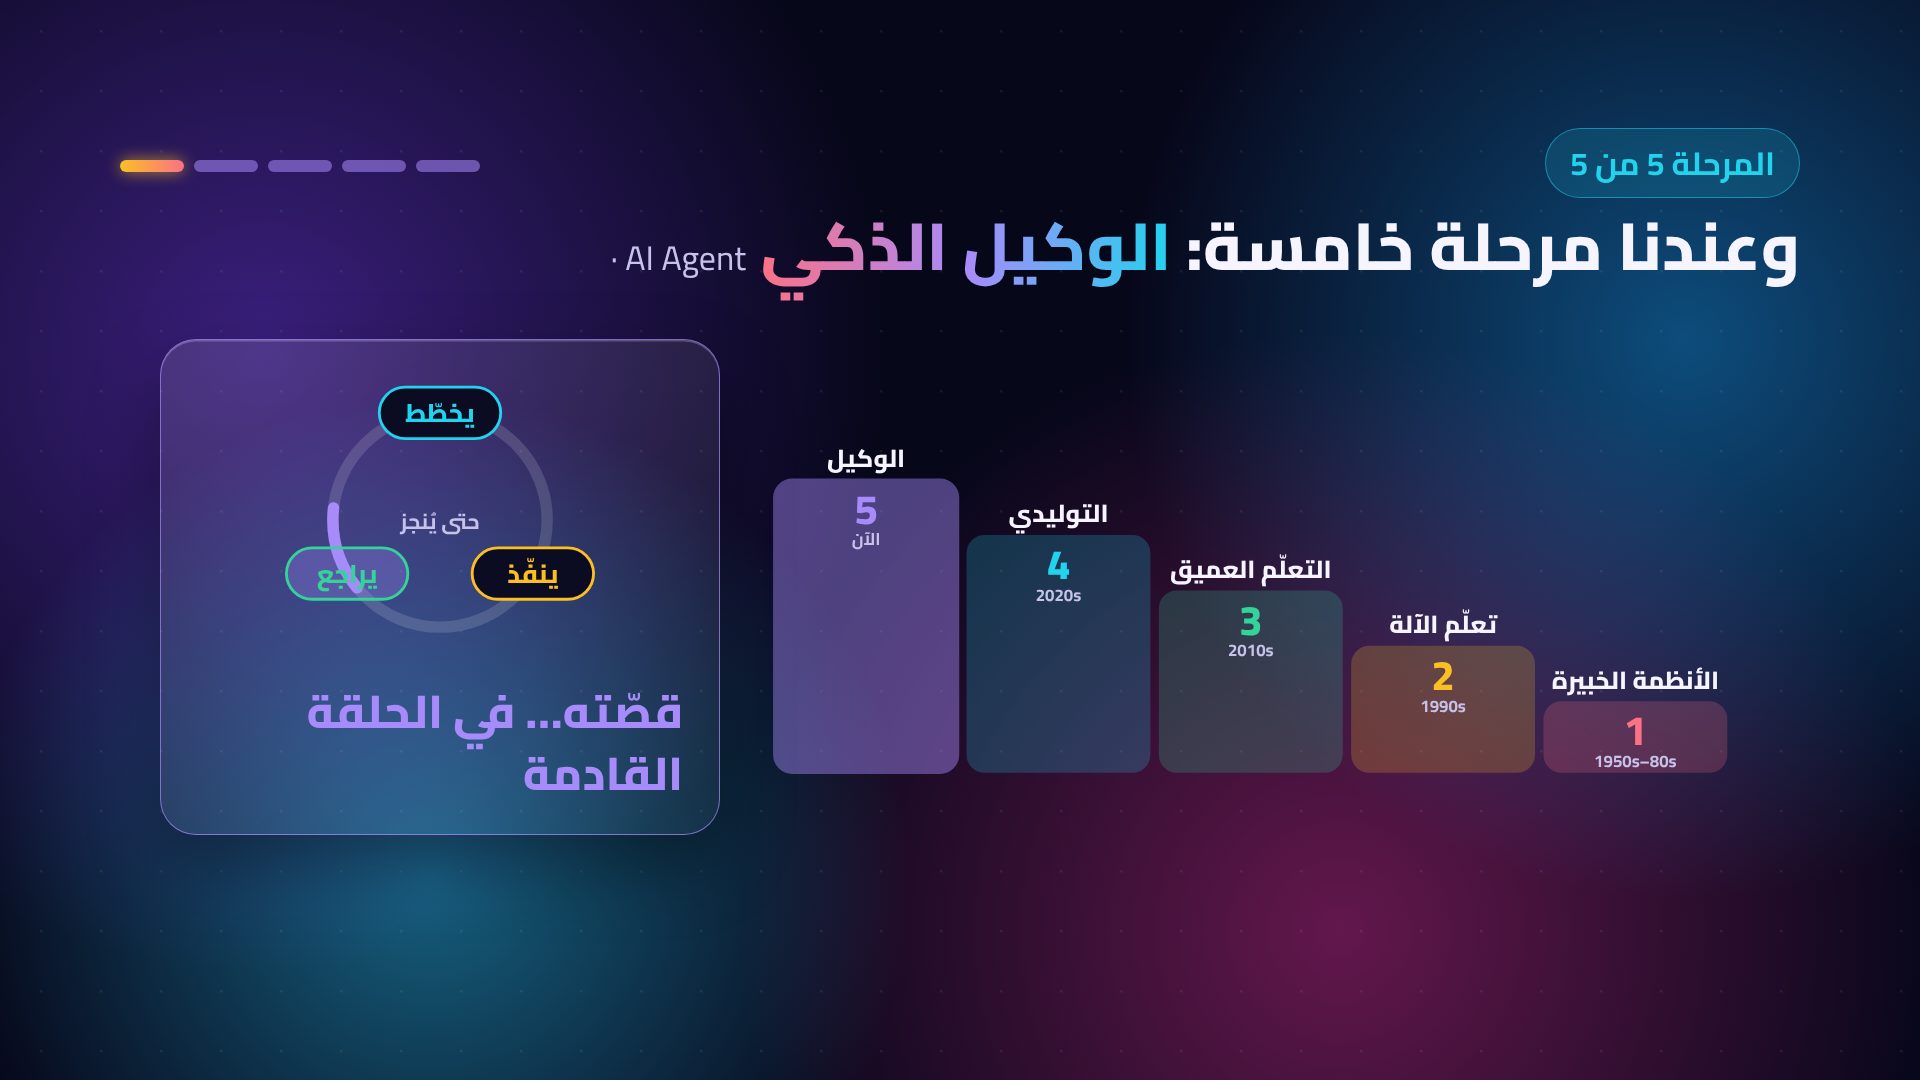 المرحلة 5 من 5
وعندنا مرحلة خامسة: الوكيل الذكي · AI Agent
الأنظمة الخبيرة
1
1950s–80s
تعلّم الآلة
2
1990s
التعلّم العميق
3
2010s
التوليدي
4
2020s
الوكيل
5
الآن
يخطّط
حتى يُنجز
ينفّذ
يراجع
قصّته... في الحلقة
القادمة